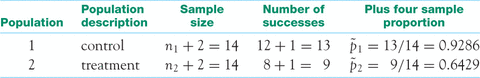 Population Population description Sample size Number of successes Plus four sample proportion
1 control n₁ + 2 = 14 12 + 1 = 13 p̃₁ = 13/14 = 0.9286
2 treatment n₂ + 2 = 14 8 + 1 = 9 p̃₂ = 9/14 = 0.6429